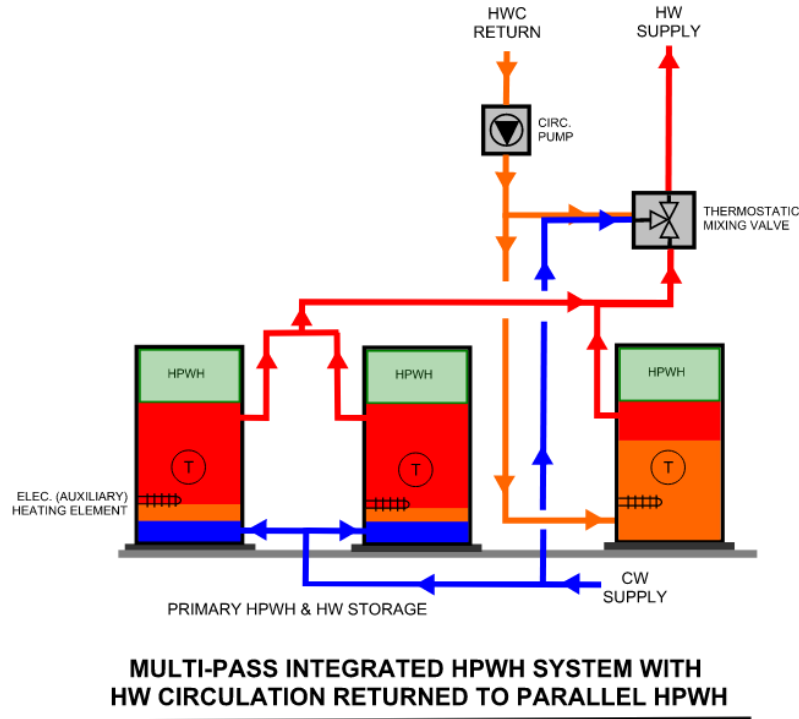 HWC
RETURN
HW
SUPPLY
CIRC.
PUMP
THERMOSTATIC
MIXING VALVE
HPWH
HPWH
HPWH
T
T
T
ELEC. (AUXILIARY)
HEATING ELEMENT
CW
SUPPLY
PRIMARY HPWH & HW STORAGE
MULTI-PASS INTEGRATED HPWH SYSTEM WITH
HW CIRCULATION RETURNED TO PARALLEL HPWH